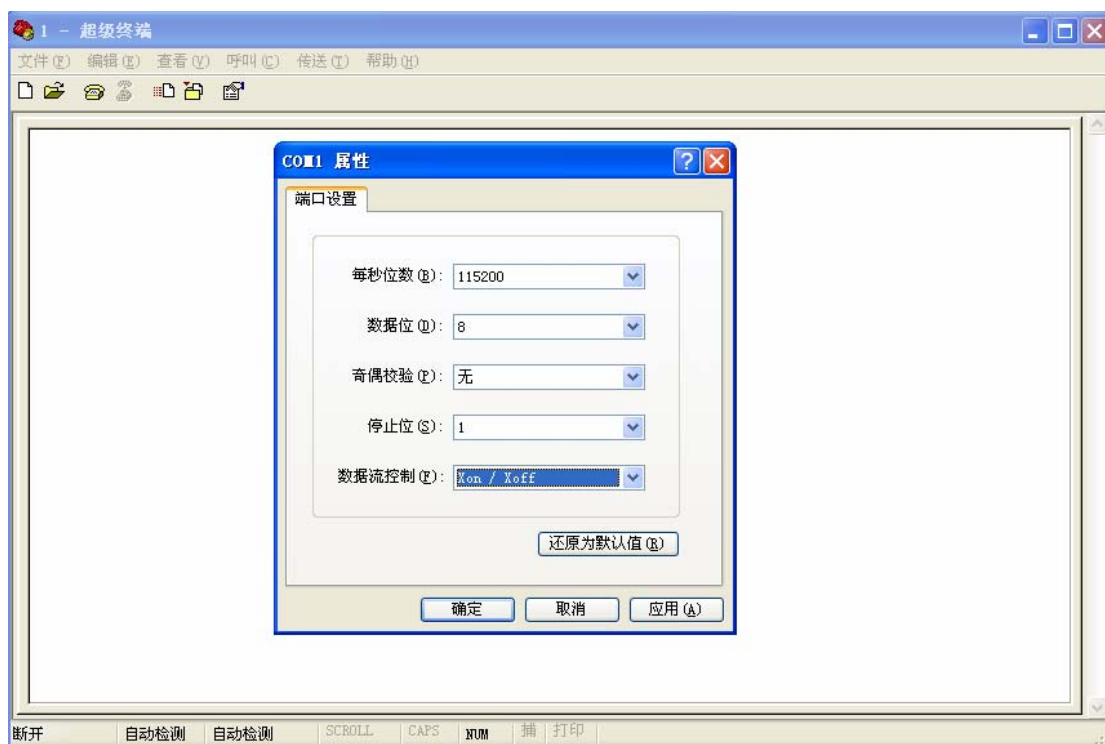 1 - 超级终端
文件(F) 编辑(E) 查看(V) 呼叫(C) 传送(T) 帮助(H)
COM1 属性
端口设置
每秒位数(B): 115200
数据位(D): 8
奇偶校验(P): 无
停止位(S): 1
数据流控制(F): Xon / Xoff
还原为默认值(R)
确定 取消 应用(A)
断开 自动检测 自动检测 SCROLL CAPS NUM 捕 打印